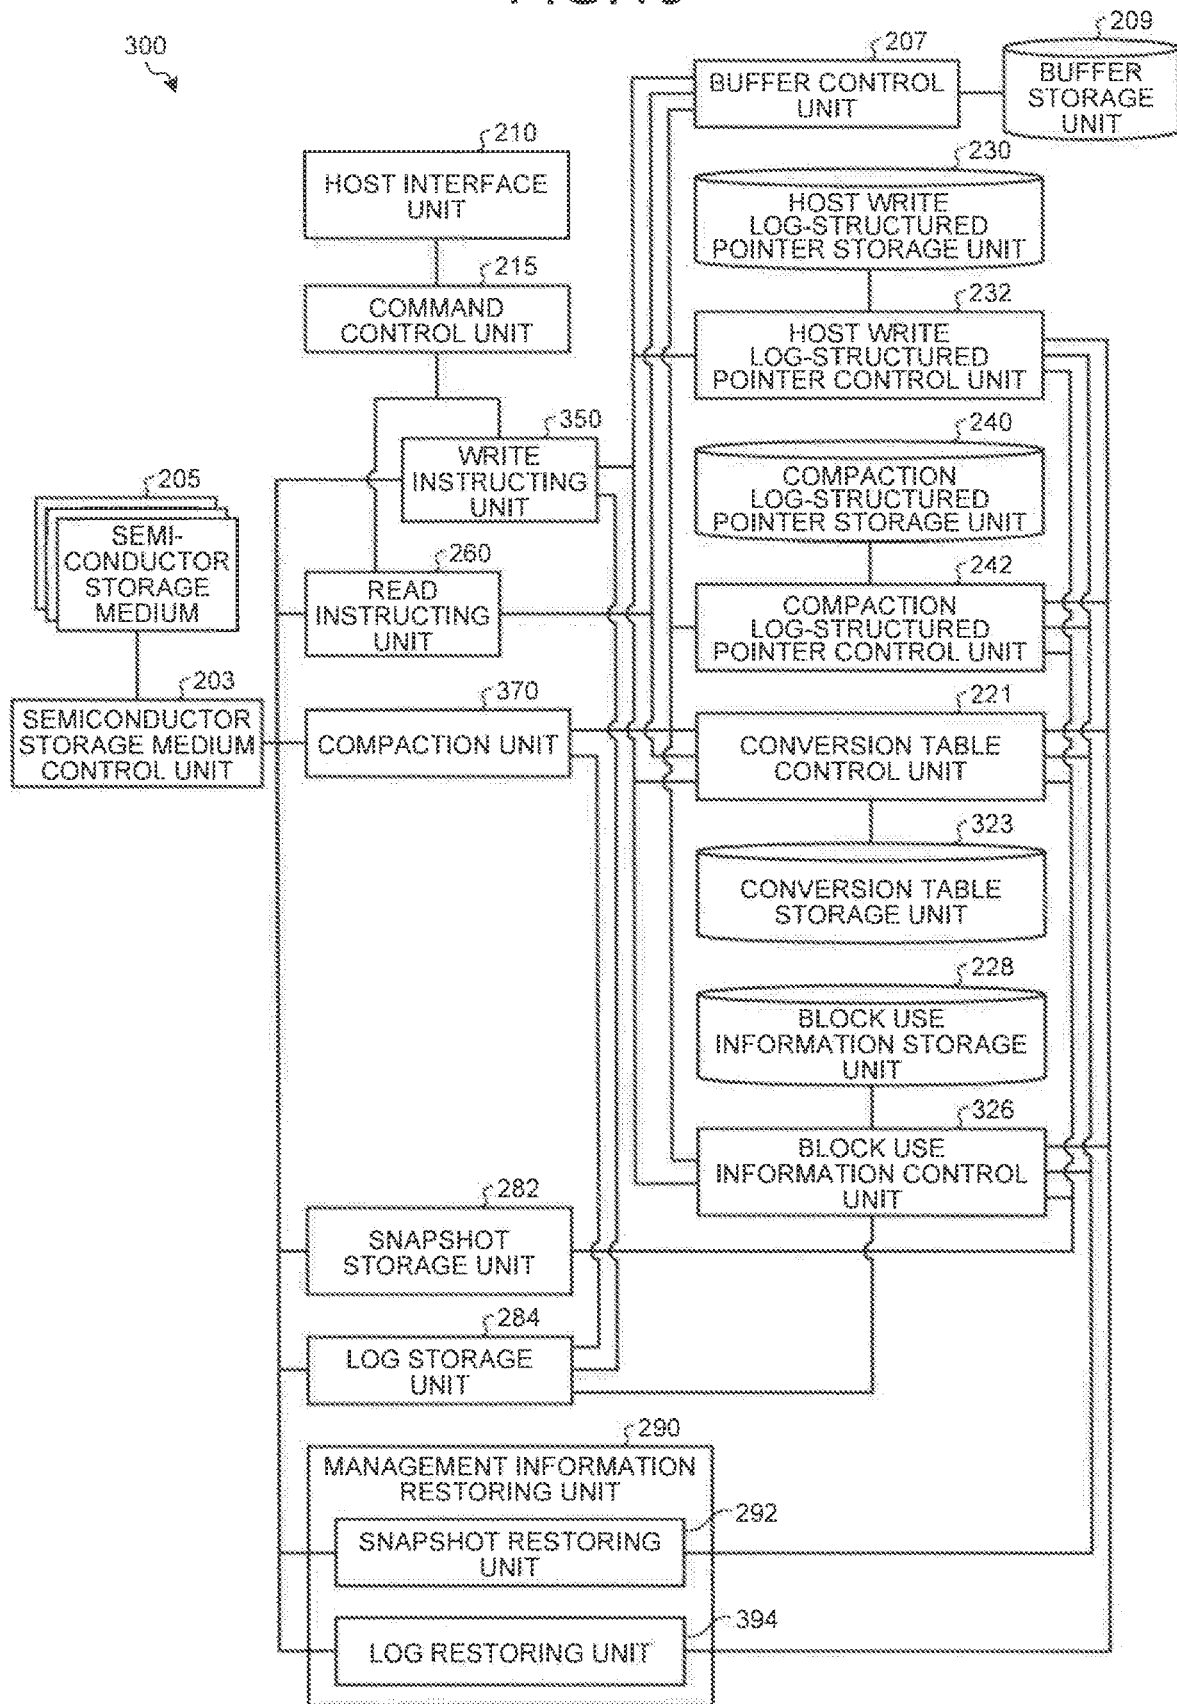 300
207
BUFFER CONTROL
UNIT
209
BUFFER
STORAGE
UNIT
210
HOST INTERFACE
UNIT
230
HOST WRITE
LOG-STRUCTURED
POINTER STORAGE UNIT
215
COMMAND
CONTROL UNIT
232
HOST WRITE
LOG-STRUCTURED
POINTER CONTROL UNIT
350
WRITE
INSTRUCTING
UNIT
240
COMPACTION
LOG-STRUCTURED
POINTER STORAGE UNIT
205
SEMI-
CONDUCTOR
STORAGE
MEDIUM
260
READ
INSTRUCTING
UNIT
242
COMPACTION
LOG-STRUCTURED
POINTER CONTROL UNIT
203
SEMICONDUCTOR
STORAGE MEDIUM
CONTROL UNIT
370
COMPACTION UNIT
221
CONVERSION TABLE
CONTROL UNIT
323
CONVERSION TABLE
STORAGE UNIT
228
BLOCK USE
INFORMATION STORAGE
UNIT
326
BLOCK USE
INFORMATION CONTROL
UNIT
282
SNAPSHOT
STORAGE UNIT
284
LOG STORAGE
UNIT
290
MANAGEMENT INFORMATION
RESTORING UNIT
292
SNAPSHOT RESTORING
UNIT
394
LOG RESTORING UNIT